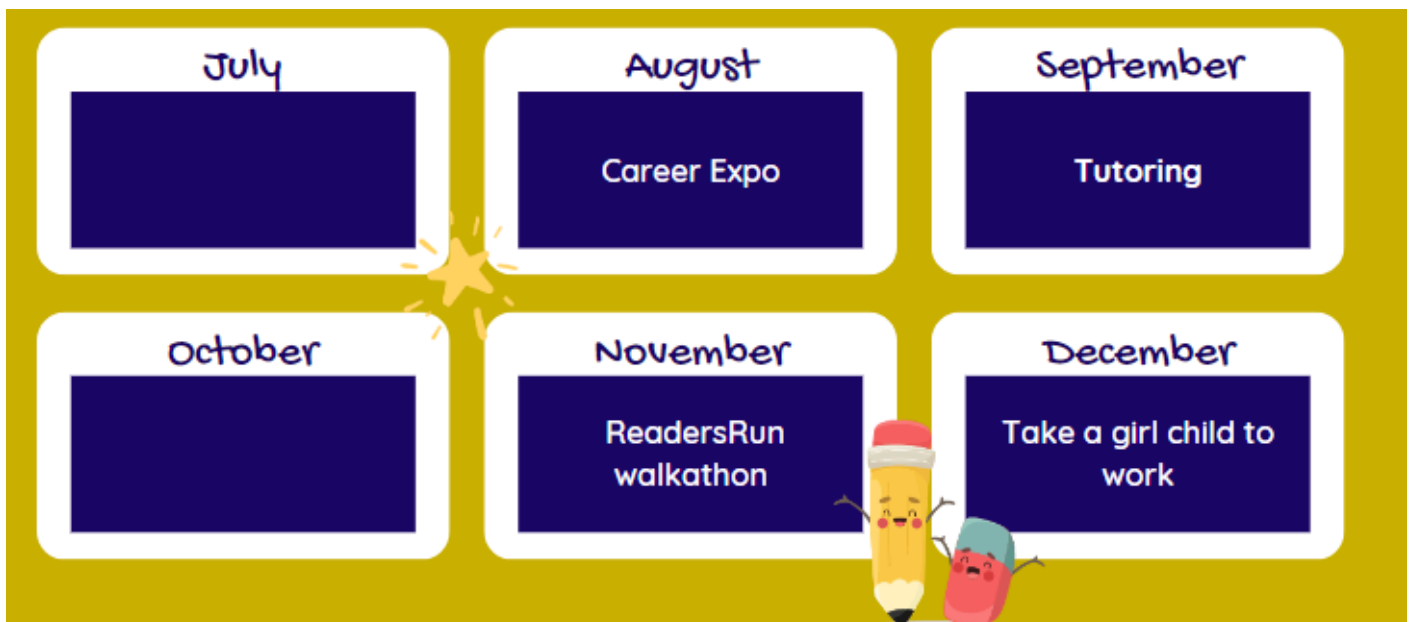 July
August
September
Career Expo
Tutoring
October
November
December
ReadersRun
walkathon
Take a girl child to
work